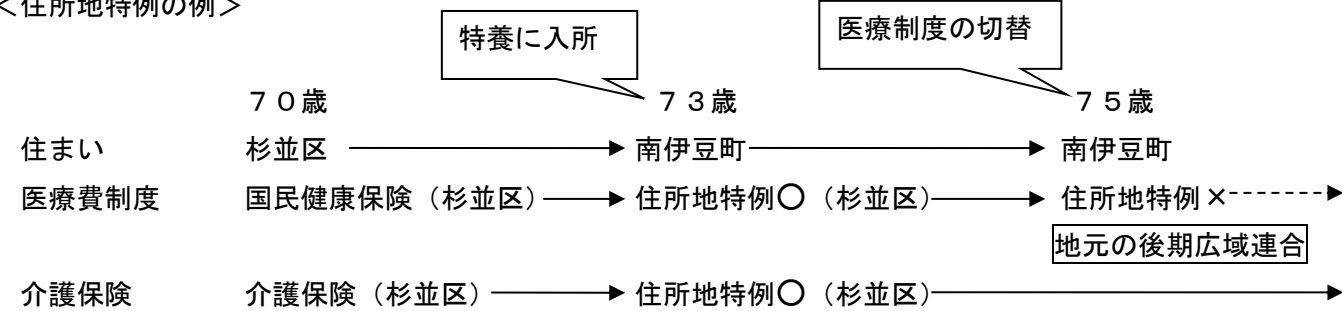 ＜住所地特例の例＞
特養に入所
医療制度の切替
７０歳 ７３歳 ７５歳
住まい 杉並区 南伊豆町 南伊豆町
医療費制度 国民健康保険（杉並区） 住所地特例〇（杉並区） 住所地特例×
地元の後期広域連合
介護保険 介護保険（杉並区） 住所地特例〇（杉並区）